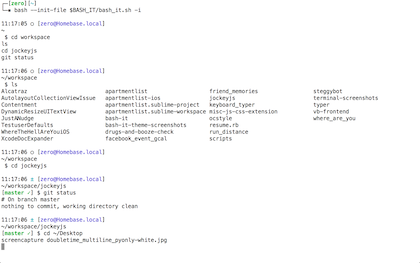 [zero][~]
bash --init-file $BASH_IT/bash_it.sh -i
11:17:05 ○ [zero@Homebase.local]
~
$ cd workspace
ls
cd jockeyjs
git status
11:17:06 ○ [zero@Homebase.local]
~/workspace
$ ls
Alcatraz apartmentlist friend_memories steggybot
AutolayoutCollectionViewIssue apartmentlist-ios jockeyjs terminal-screenshots
Contentment apartmentlist.sublime-project keyboard_typer typer
DynamicResizeUITextView apartmentlist.sublime-workspace misc-js-css-extension vb-frontend
JustANudge bash-it ocstyle where_are_you
TestuserDefaults bash-it-theme-screenshots resume.rb
WhereTheHellAreYouiOS drugs-and-booze-check run_distance
XcodeDocExpander facebook_event_gcal scripts
11:17:06 ○ [zero@Homebase.local]
~/workspace
$ cd jockeyjs
11:17:06 ± [zero@Homebase.local]
~/workspace/jockeyjs
[master ✓] $ git status
# On branch master
nothing to commit, working directory clean
11:17:06 ± [zero@Homebase.local]
~/workspace/jockeyjs
[master ✓] $ cd ~/Desktop
screencapture doubletime_multiline_pyonly-white.jpg